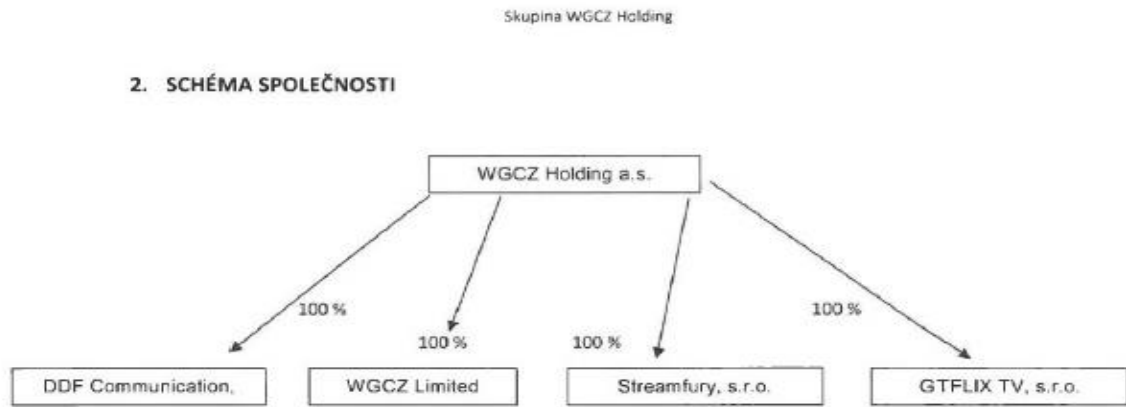 Skupina WGCZ Holding
2. SCHÉMA SPOLEČNOSTI
WGCZ Holding a.s.
100 %
100 %
100 %
100 %
DDF Communication,
WGCZ Limited
Streamfury, s.r.o.
GTFLIX TV, s.r.o.